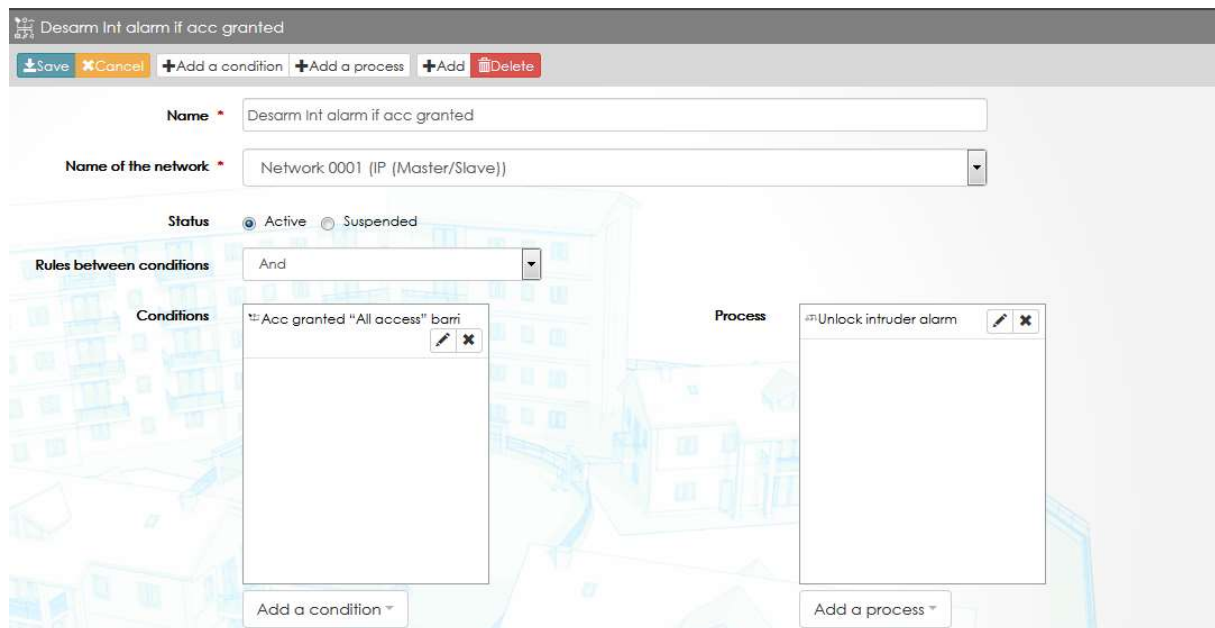 Desarm Int alarm if acc granted
Save Cancel +Add a condition +Add a process +Add Delete
Name * Desarm Int alarm if acc granted
Name of the network * Network 0001 (IP (Master/Slave))
Status Active Suspended
Rules between conditions And
Conditions Acc granted “All access” barri Process Unlock intruder alarm
Add a condition Add a process